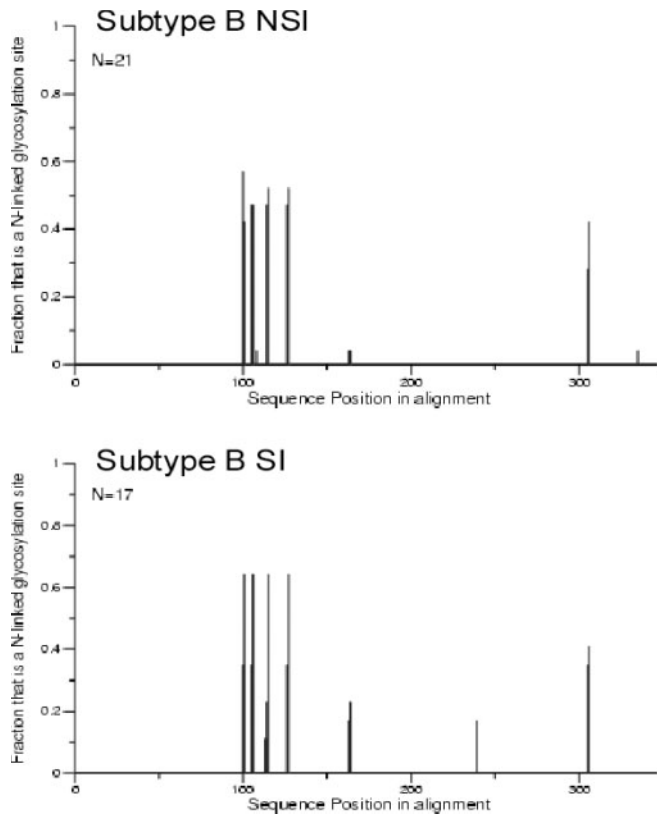 Subtype B NSI
N=21
Fraction that is a N-linked glycosylation site
1
0.8
0.6
0.4
0.2
0
0
100
200
300
Sequence Position in alignment
Subtype B SI
N=17
Fraction that is a N-linked glycosylation site
1
0.8
0.6
0.4
0.2
0
0
100
200
300
Sequence Position in alignment